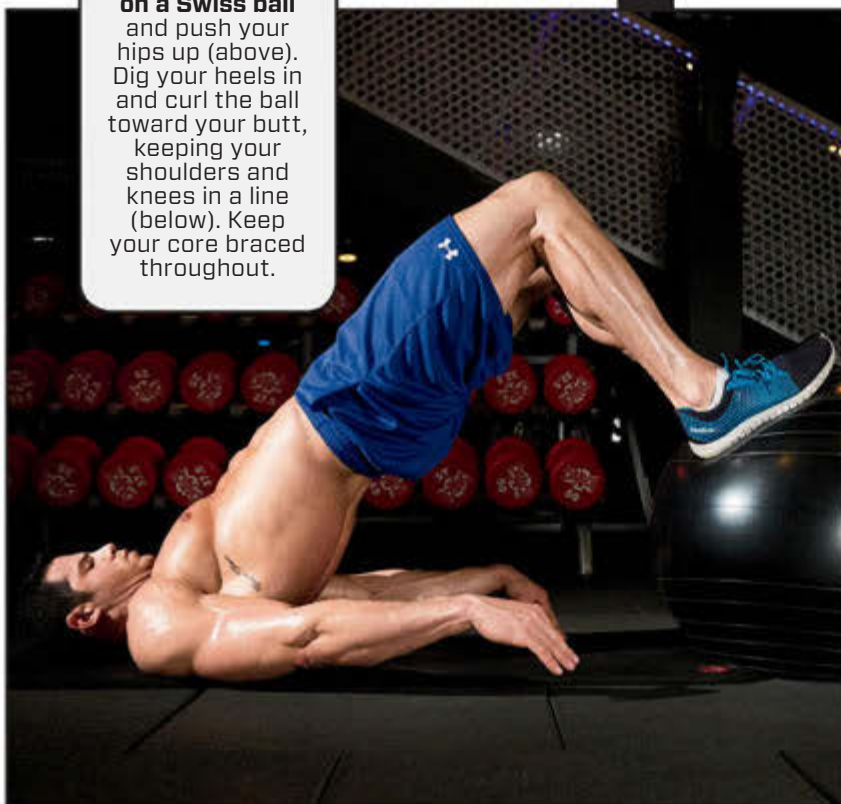 on a Swiss ball
and push your
hips up (above).
Dig your heels in
and curl the ball
toward your butt,
keeping your
shoulders and
knees in a line
(below). Keep
your core braced
throughout.